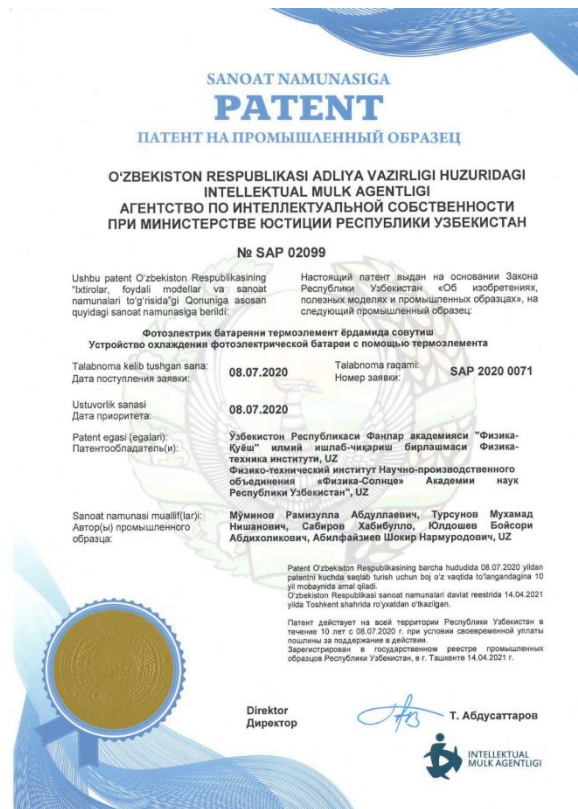 SANOAT NAMUNASIGA
PATENT
ПАТЕНТ НА ПРОМЫШЛЕННЫЙ ОБРАЗЕЦ
O‘ZBEKISTON RESPUBLIKASI ADLIYA VAZIRLIGI HUZURIDAGI
INTELLEKTUAL MULK AGENTLIGI
АГЕНТСТВО ПО ИНТЕЛЛЕКТУАЛЬНОЙ СОБСТВЕННОСТИ
ПРИ МИНИСТЕРСТВЕ ЮСТИЦИИ РЕСПУБЛИКИ УЗБЕКИСТАН
№ SAP 02099
Ushbu patent O‘zbekiston Respublikasining
"Ixtirolar, foydali modellar va sanoat
namunalari to‘g‘risida"gi Qonuniga asosan
quyidagi sanoat namunasiga berildi:
Настоящий патент выдан на основании Закона
Республики Узбекистан «Об изобретениях,
полезных моделях и промышленных образцах», на
следующий промышленный образец:
Фотоэлектрик батареяни термоэлемент ёрдамида совутиш
Устройство охлаждения фотоэлектрической батареи с помощью термоэлемента
Talabnoma kelib tushgan sana:
Дата поступления заявки:
08.07.2020
Talabnoma raqami:
Номер заявки:
SAP 2020 0071
Ustuvorlik sanasi
Дата приоритета:
08.07.2020
Patent egasi (egalari):
Патентообладатель(и):
Ўзбекистон Республикаси Фанлар академияси "Физика-
Қуёш" илмий ишлаб-чиқариш бирлашмаси Физика-
техника институти, UZ
Физико-технический институт Научно-производственного
объединения «Физика-Солнце» Академии наук
Республики Узбекистан", UZ
Sanoat namunasi muallif(lar)i:
Автор(ы) промышленного
образца:
Мўминов Рамизулла Абдуллаевич, Турсунов Мухамад
Нишанович, Сабиров Хабибулло, Юлдошев Бойсори
Абдихоликович, Абилфайзиев Шокир Нармуродович, UZ
Patent O‘zbekiston Respublikasining barcha hududida 08.07.2020 yildan
patentni kuchda saqlab turish uchun boj o‘z vaqtida to‘langandagina 10
yil mobaynida amal qiladi.
O‘zbekiston Respublikasi sanoat namunalari davlat reestrida 14.04.2021
yilda Toshkent shahrida ro‘yxatdan o‘tkazilgan.
Патент действует на всей территории Республики Узбекистан в
течение 10 лет с 08.07.2020 г. при условии своевременной уплаты
пошлины за поддержание в действии.
Зарегистрирован в государственном реестре промышленных
образцов Республики Узбекистан, в г. Ташкенте 14.04.2021 г.
Direktor
Директор
Т. Абдусаттаров
INTELLEKTUAL
MULK AGENTLIGI